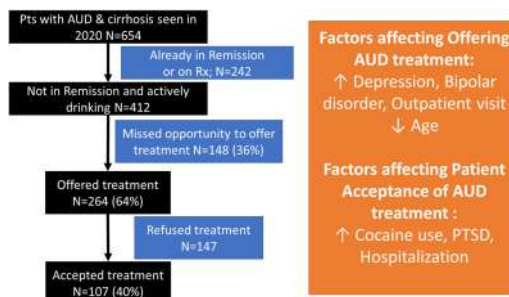 Pts with AUD & cirrhosis seen in
2020 N=654
Already in Remission
or on Rx; N=242
Not in Remission and actively
drinking N=412
Missed opportunity to offer
treatment N=148 (36%)
Offered treatment
N=264 (64%)
Refused treatment
N=147
Accepted treatment
N=107 (40%)
Factors affecting Offering
AUD treatment:
↑ Depression, Bipolar
disorder, Outpatient visit
↓ Age
Factors affecting Patient
Acceptance of AUD
treatment :
↑ Cocaine use, PTSD,
Hospitalization